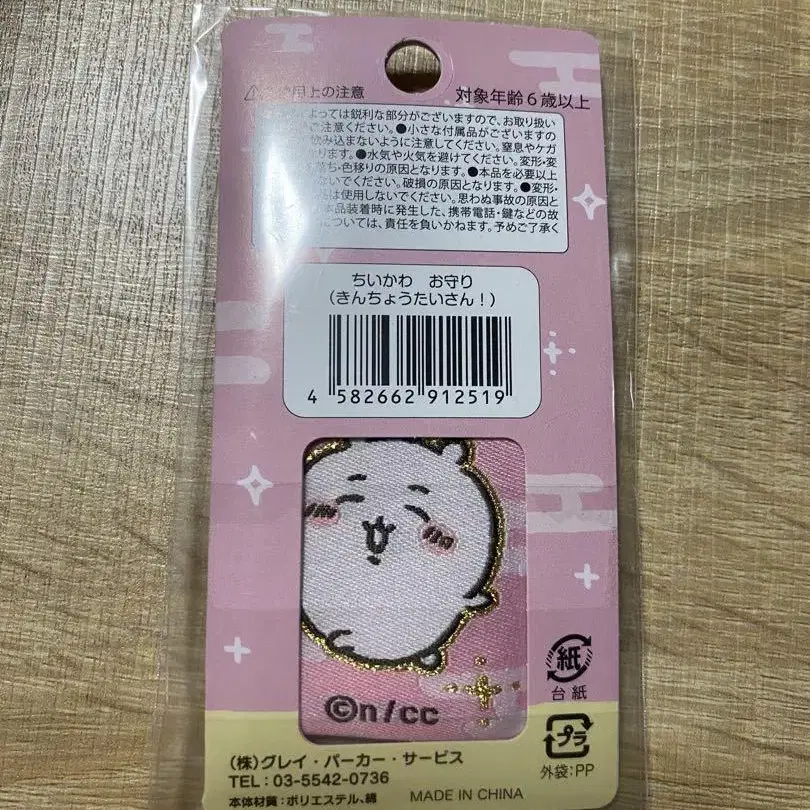 使用上の注意
対象年齢6歳以上
よっては鋭利な部分がございますので、お取り扱い
ご注意ください。●小さな付属品がございますの
飲み込まないように注意してください。窒息やケガ
ります。●水気や火気を避けてください。変形・変
落ち・色移りの原因となります。●本品を必要以上
ないでください。破損の原因となります。●変形・
は使用しないでください。思わぬ事故の原因と
本品装着時に発生した、携帯電話・鍵などの故
については、責任を負いかねます。予めご了承く
ちいかわ お守り
(きんちょうたいさん!)
4 582662 912519
©n/cc
紙
台紙
プラ
外袋:PP
(株)グレイ・パーカー・サービス
TEL:03-5542-0736
本体材質:ポリエステル、綿
MADE IN CHINA